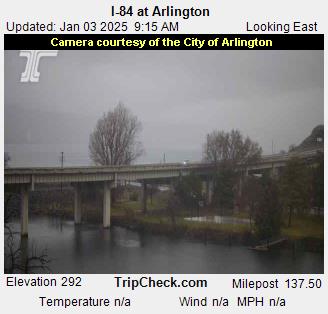 I-84 at Arlington
Updated: Jan 03 2025 9:15 AM Looking East
Camera courtesy of the City of Arlington
Elevation 292 TripCheck.com Milepost 137.50
Temperature n/a Wind n/a MPH n/a